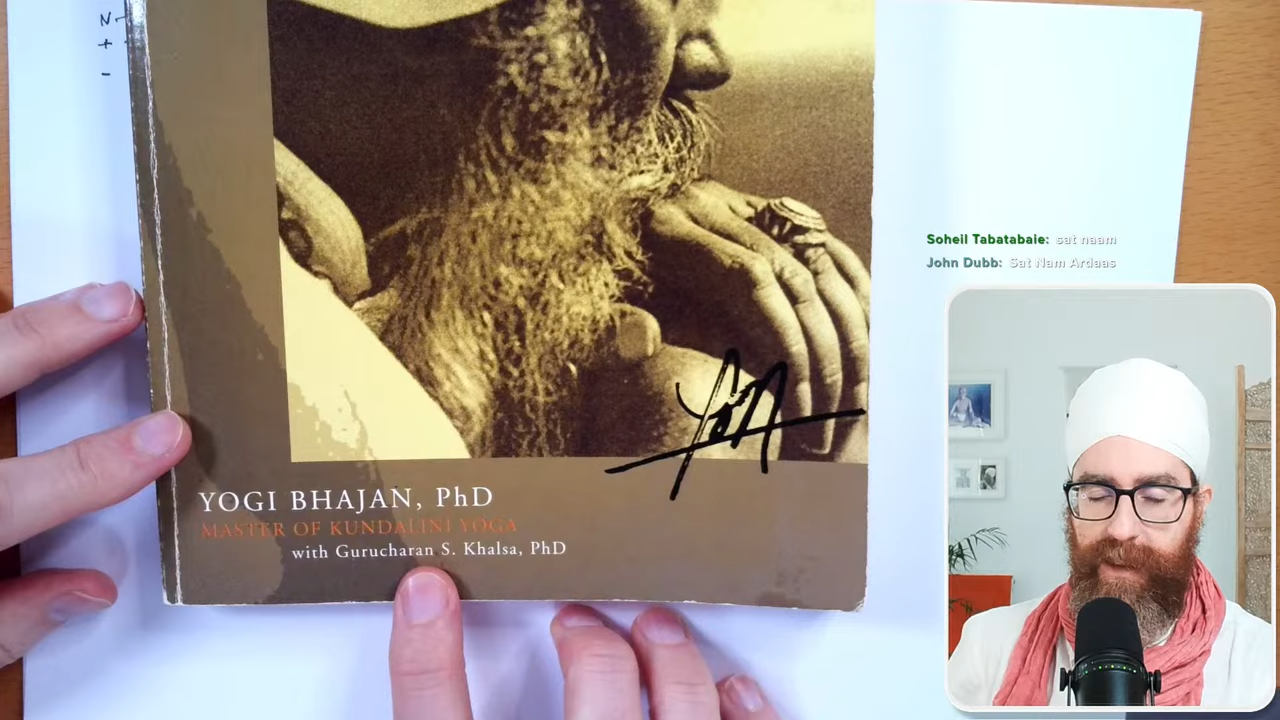 N
+
-
YOGI BHAJAN, PhD
MASTER OF KUNDALINI YOGA
with Gurucharan S. Khalsa, PhD
Soheil Tabatabaie: sat naam
John Dubb: Sat Nam Ardaas